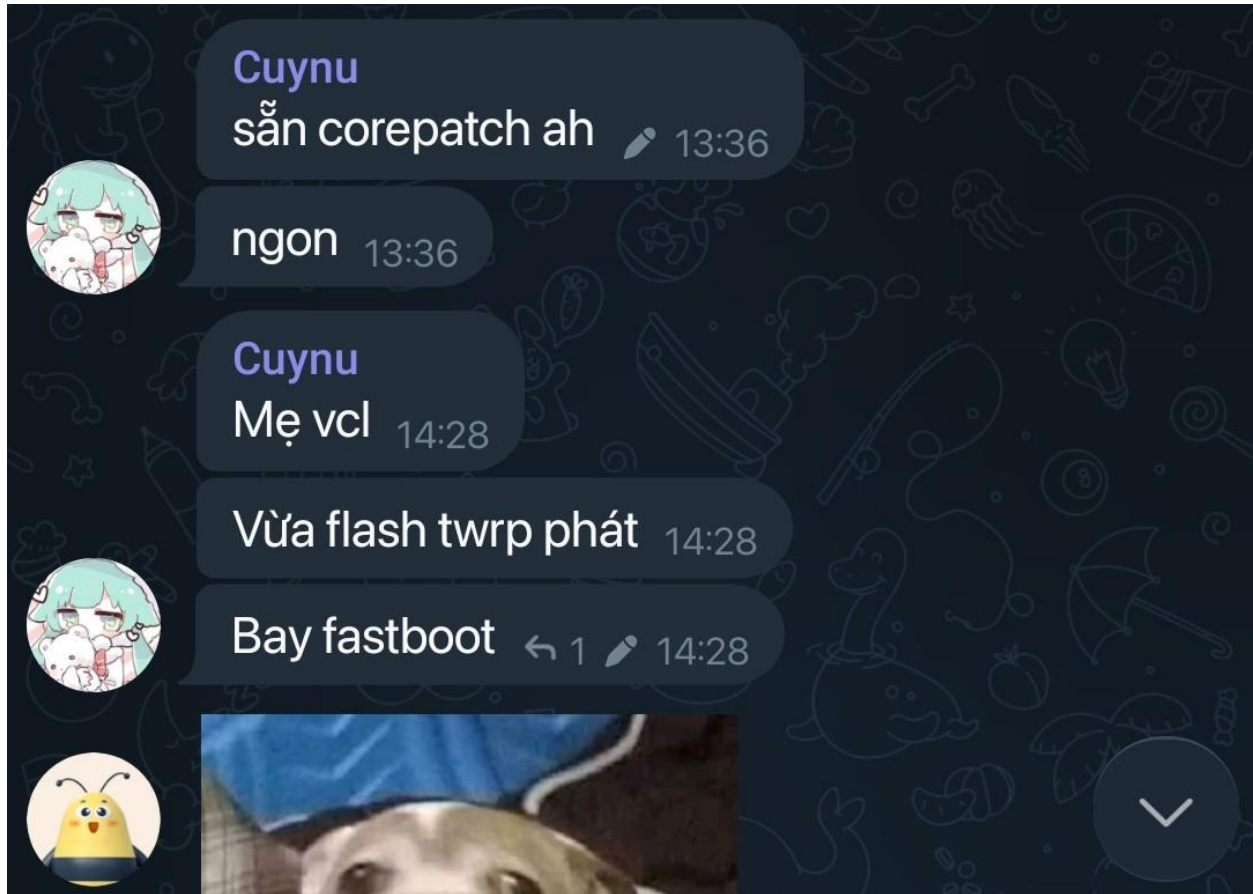 Cuynu
sẵn corepatch ah 13:36
ngon 13:36
Cuynu
Mẹ vcl 14:28
Vừa flash twrp phát 14:28
Bay fastboot 1 14:28